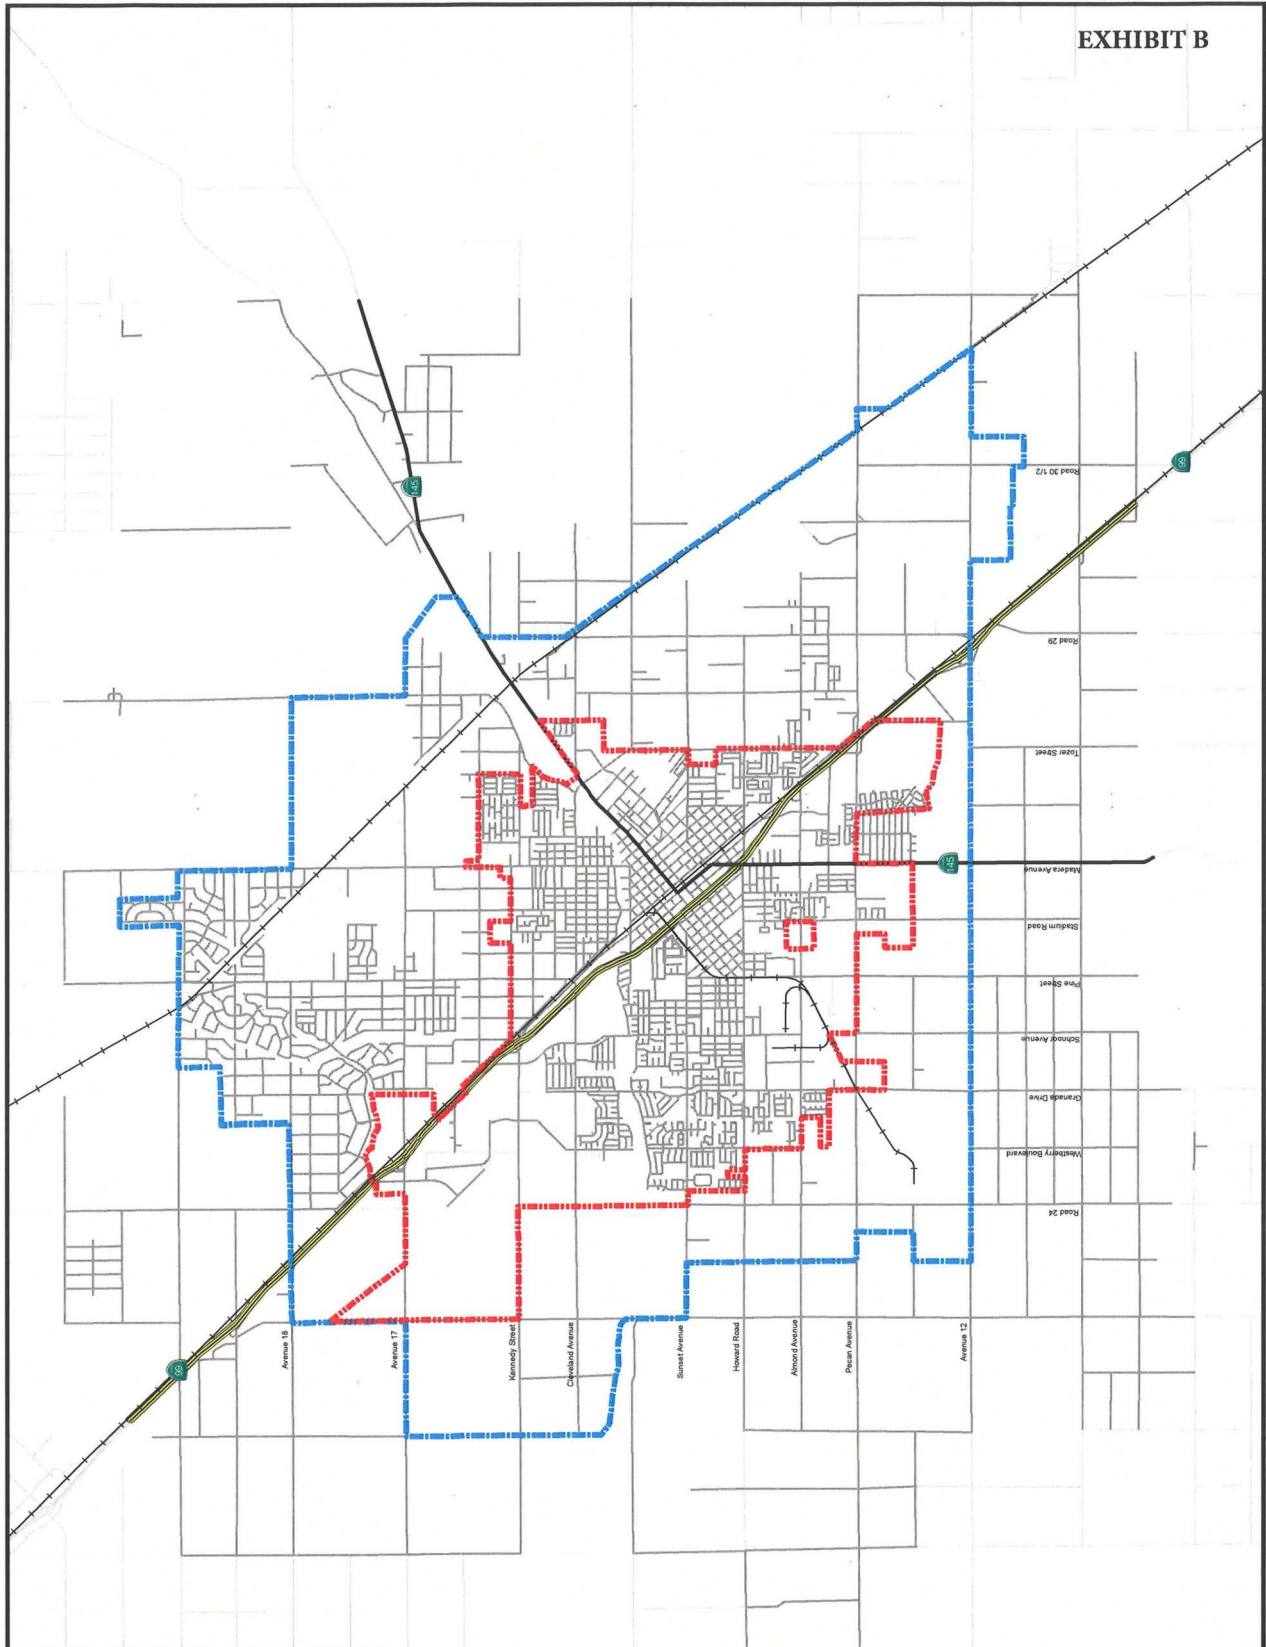 EXHIBIT B
145
99
Road 30 1/2
Road 29
Tozer Street
145
Madera Avenue
Stadium Road
Pine Street
Schnoor Avenue
Granada Drive
Westberry Boulevard
Road 24
99
Avenue 18
Avenue 17
Kennedy Street
Cleveland Avenue
Sunset Avenue
Howard Road
Almond Avenue
Pecan Avenue
Avenue 12